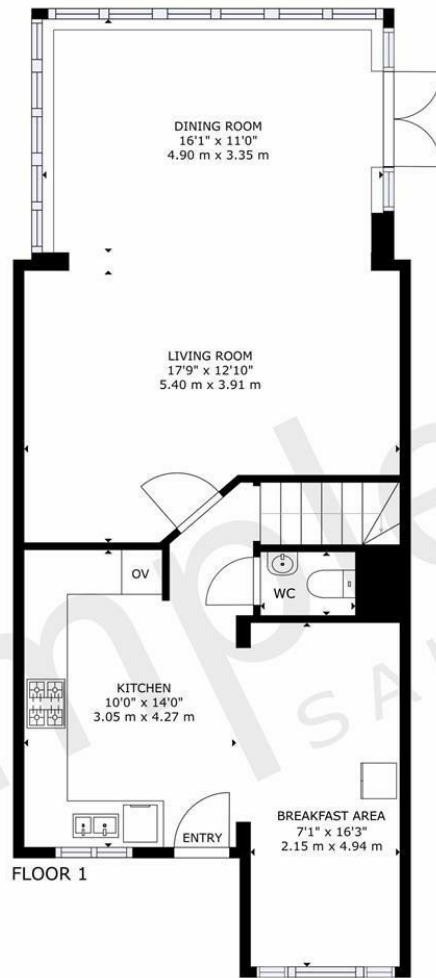 DINING ROOM
16'1" x 11'0"
4.90 m x 3.35 m
LIVING ROOM
17'9" x 12'10"
5.40 m x 3.91 m
OV
WC
KITCHEN
10'0" x 14'0"
3.05 m x 4.27 m
BREAKFAST AREA
7'1" x 16'3"
2.15 m x 4.94 m
ENTRY
FLOOR 1